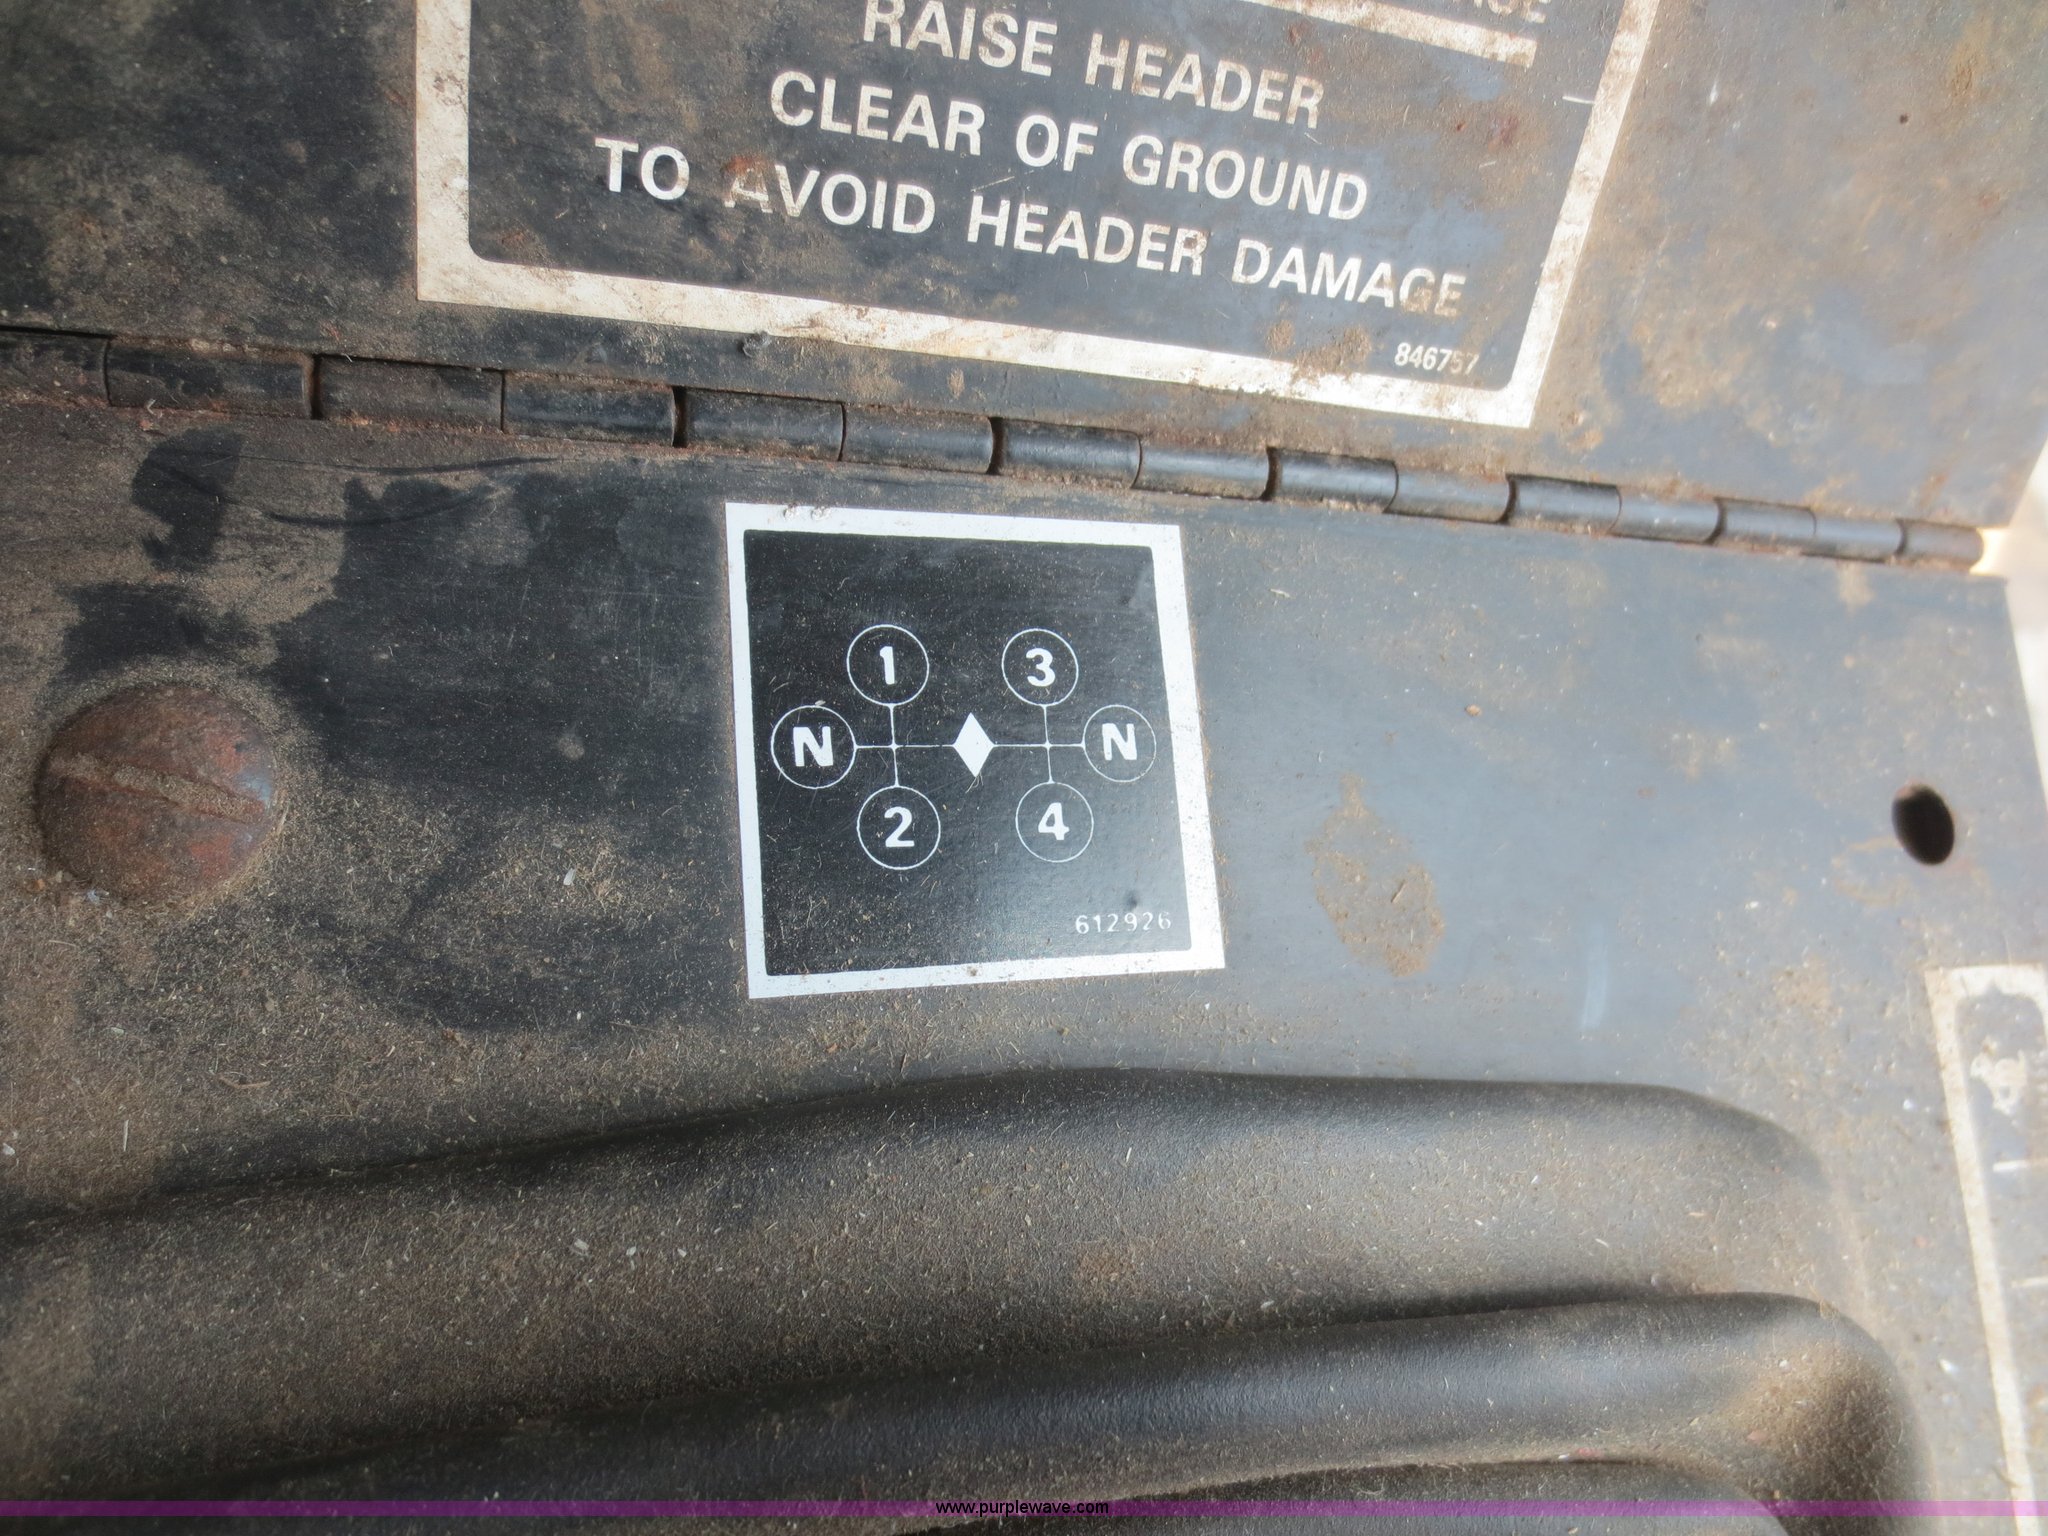 RAISE HEADER
CLEAR OF GROUND
TO AVOID HEADER DAMAGE
846757
1 3
N N
2 4
612926
www.purplewave.com